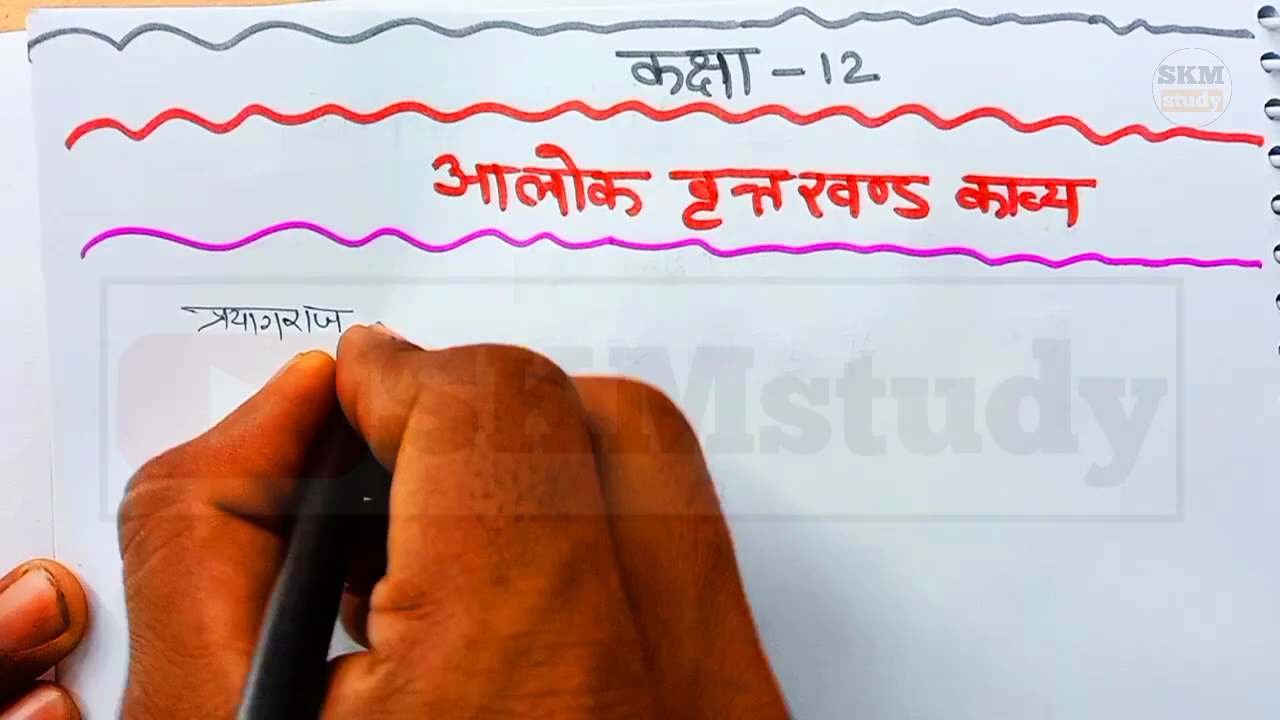 कक्षा - 12
SKM
study
आलोक वृत्तखण्ड काव्य
प्रयागराज
SKMstudy